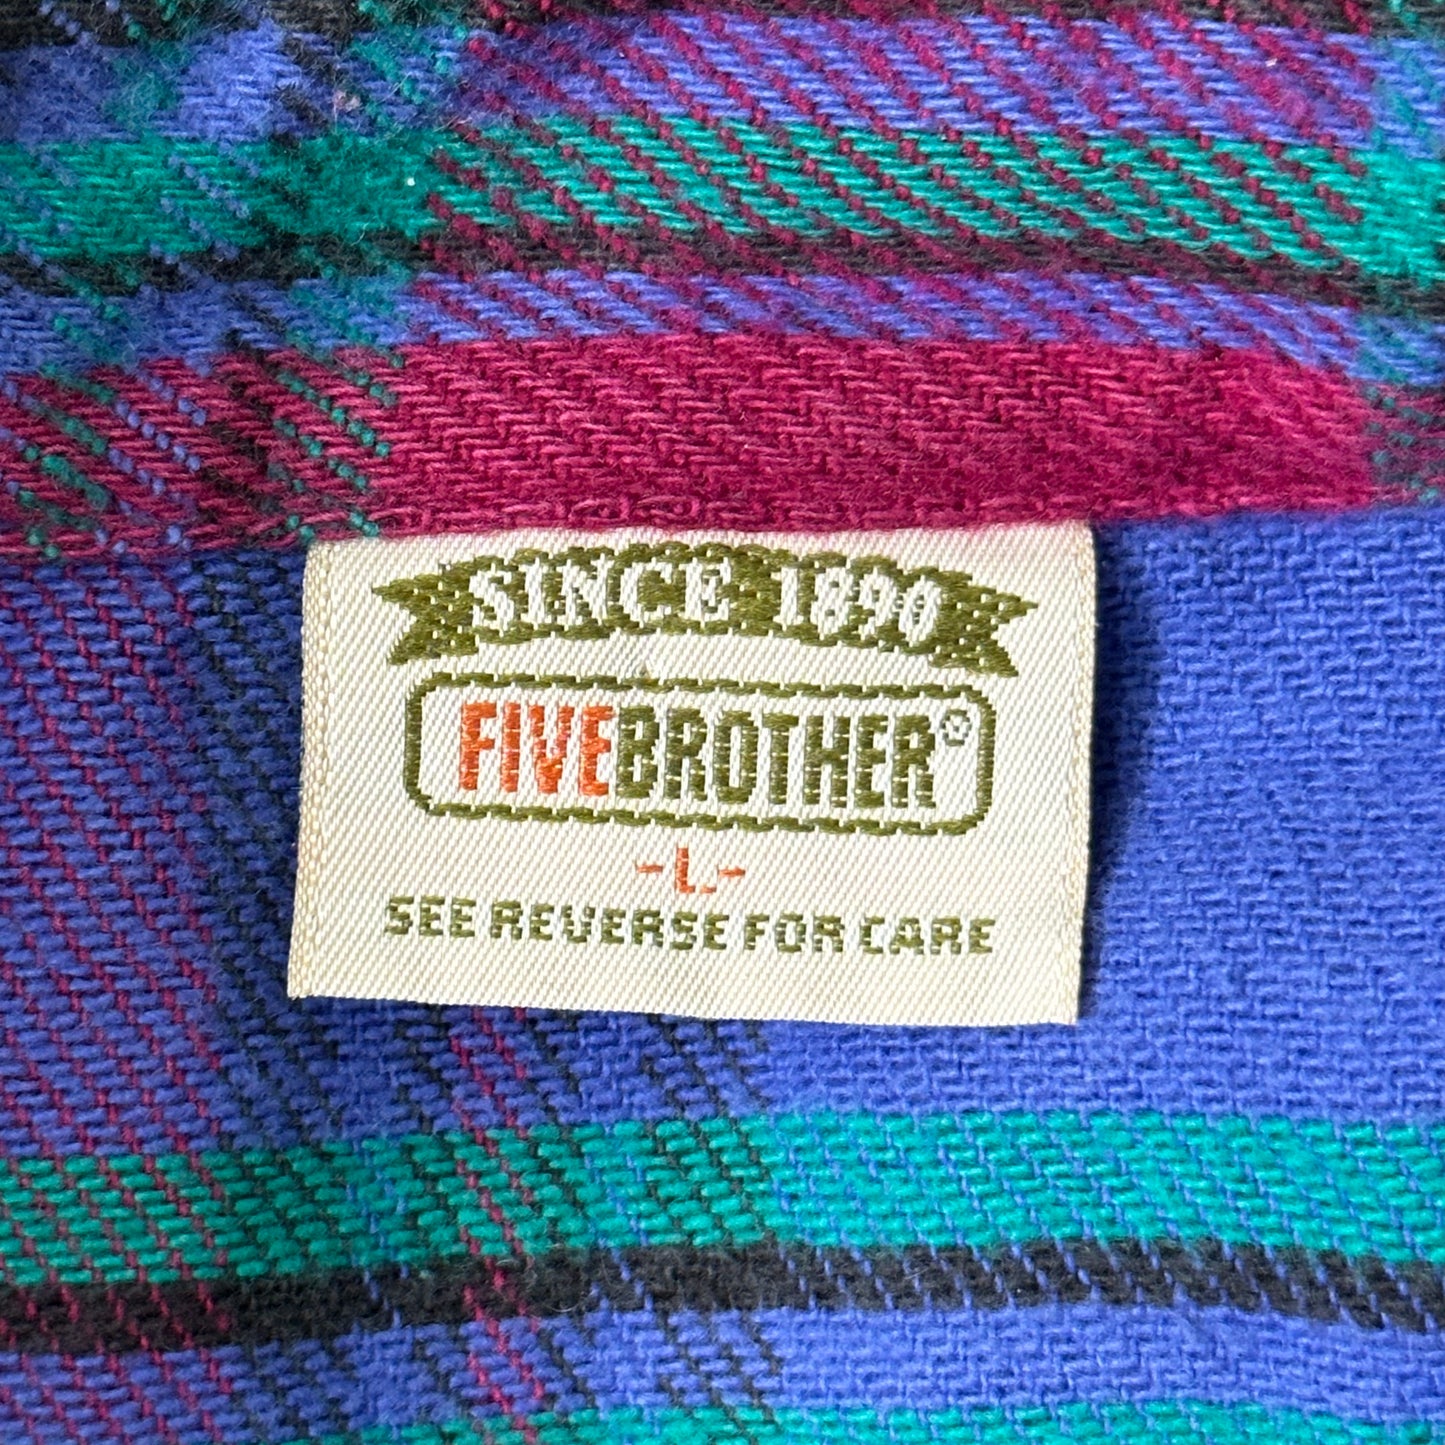 SINCE 1890
FIVEBROTHER®
-L.-
SEE REVERSE FOR CARE